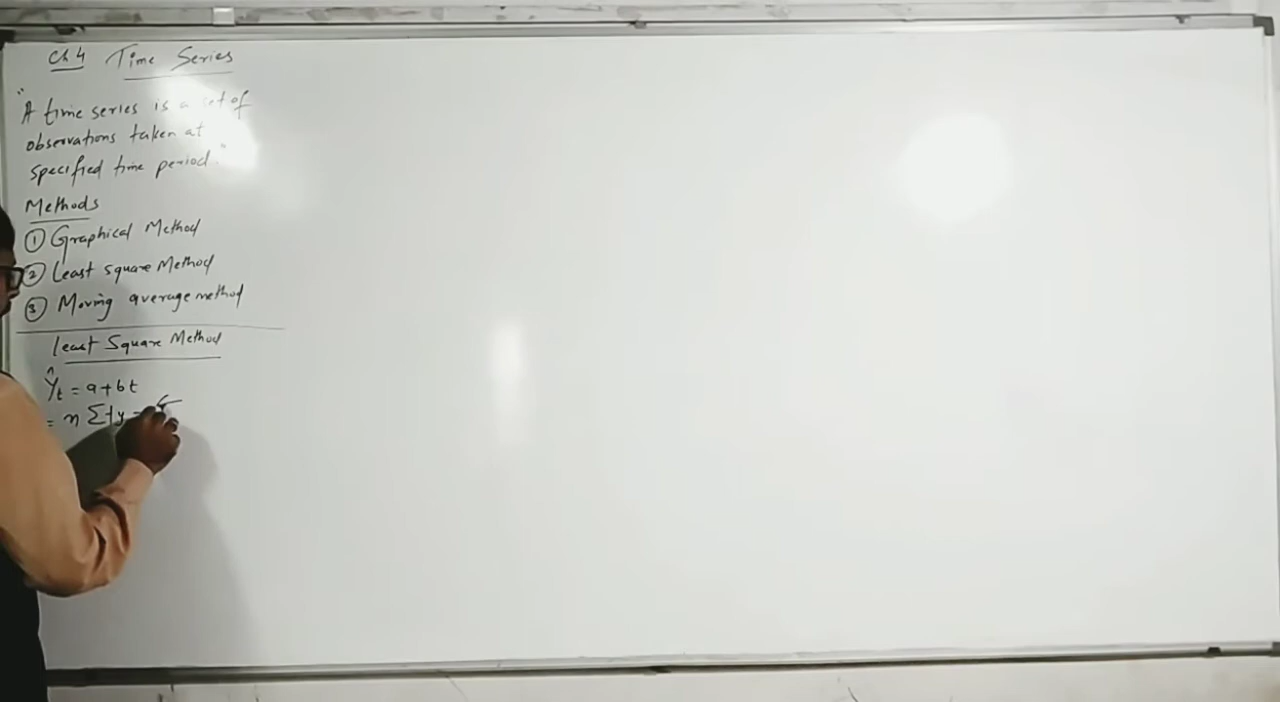 Ch 4 Time Series
"A time series is a set of
observations taken at
specified time period."
Methods
① Graphical Method
② Least square Method
③ Moving average method
least Square Method
Ŷt = a+bt
= n Σty -